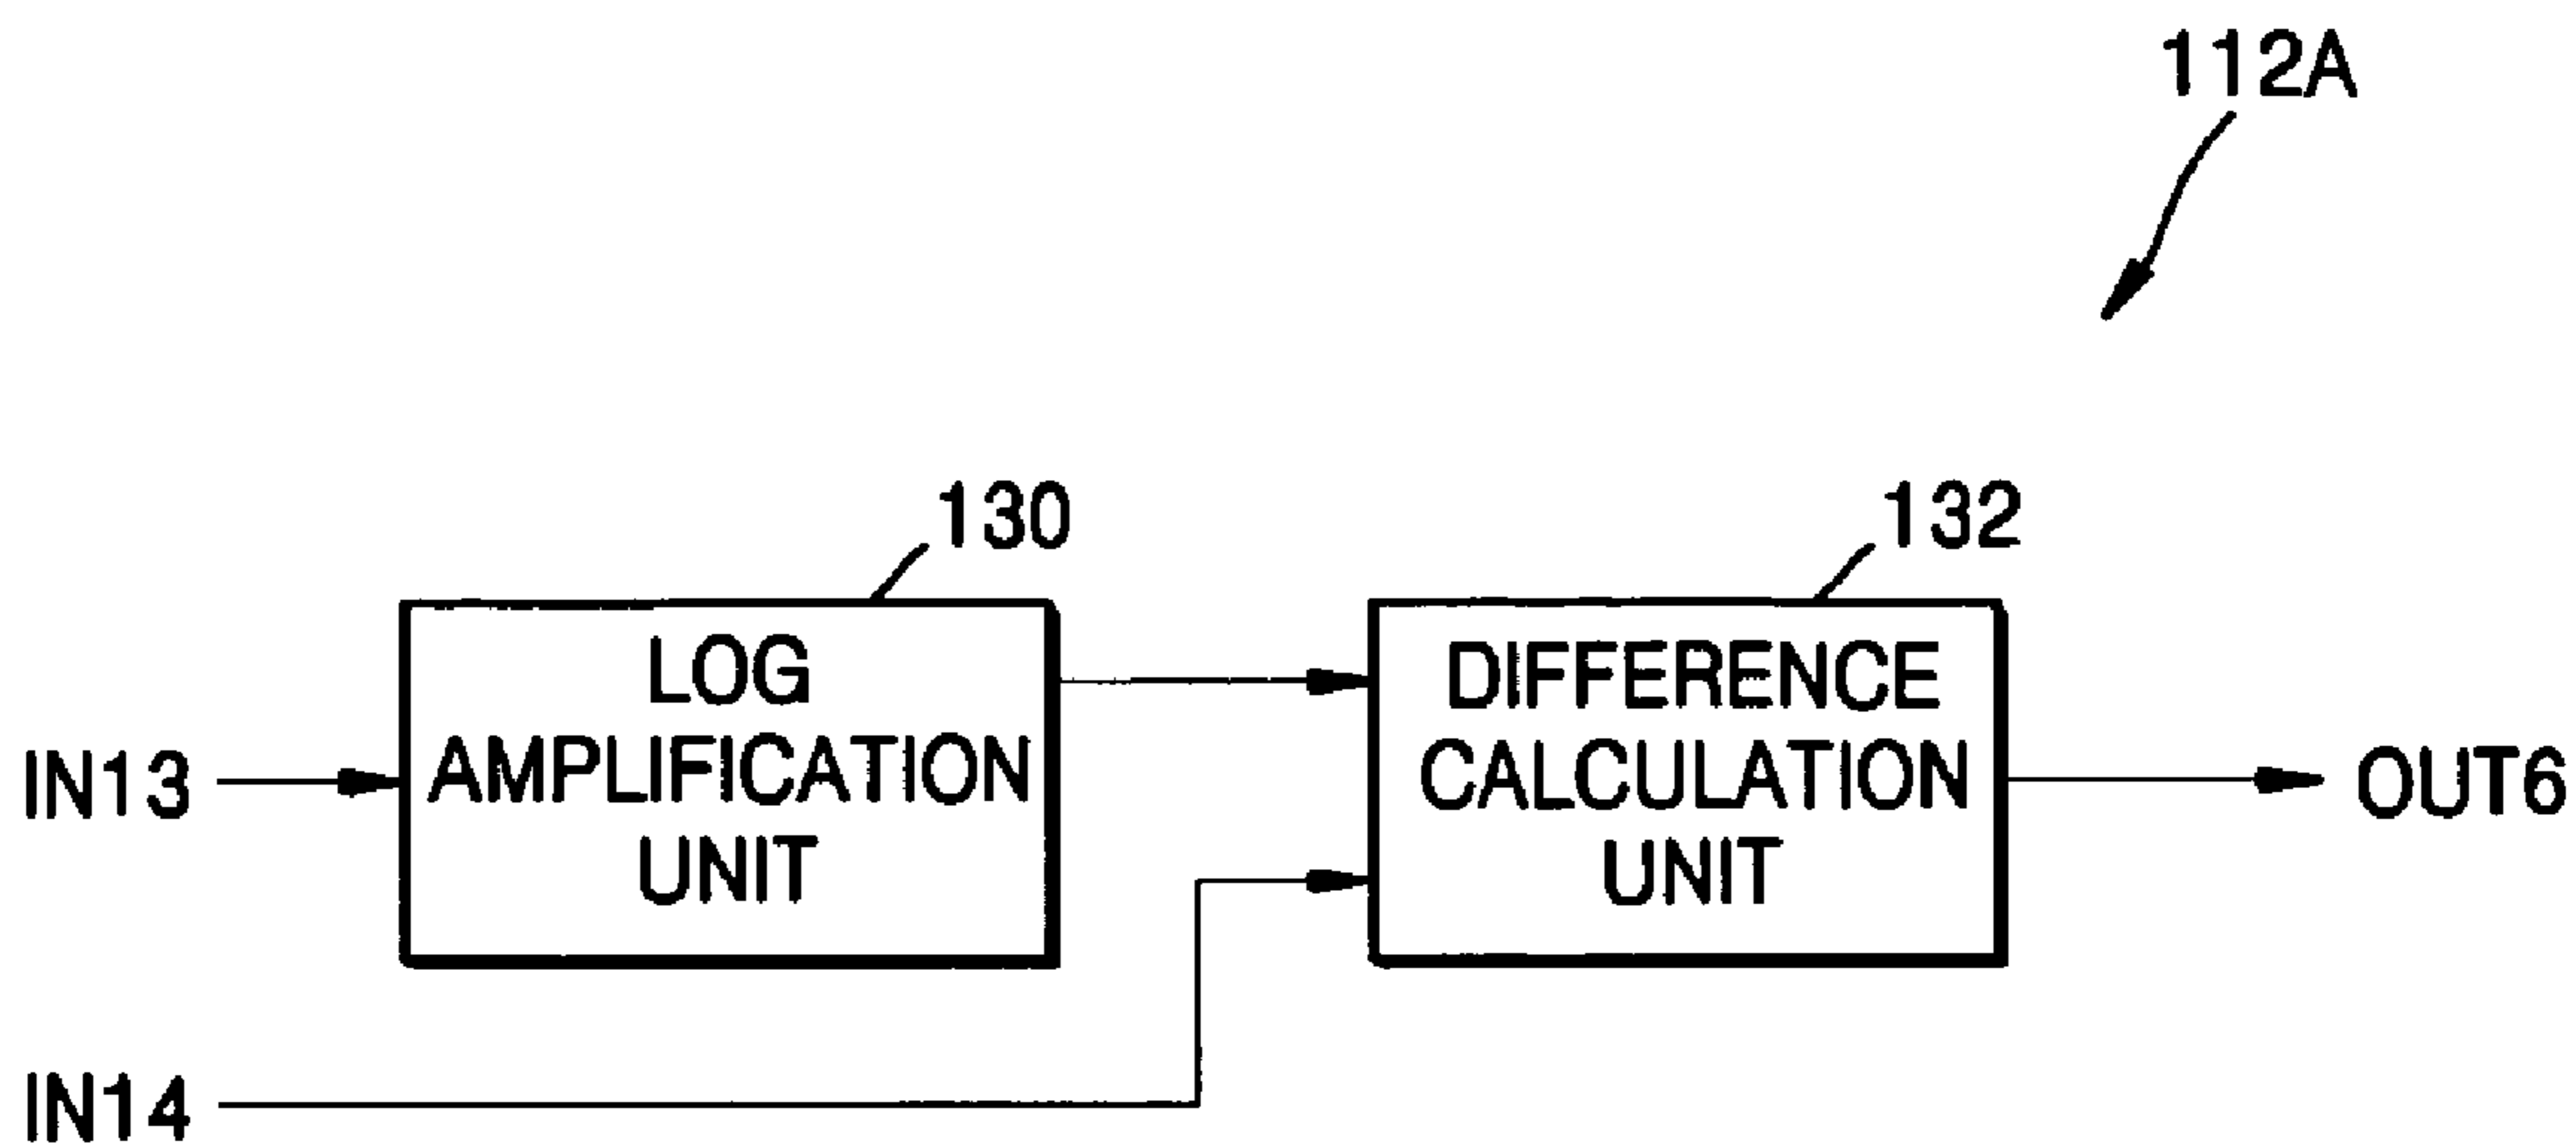 112A
130
132
LOG
AMPLIFICATION
UNIT
DIFFERENCE
CALCULATION
UNIT
IN13
OUT6
IN14